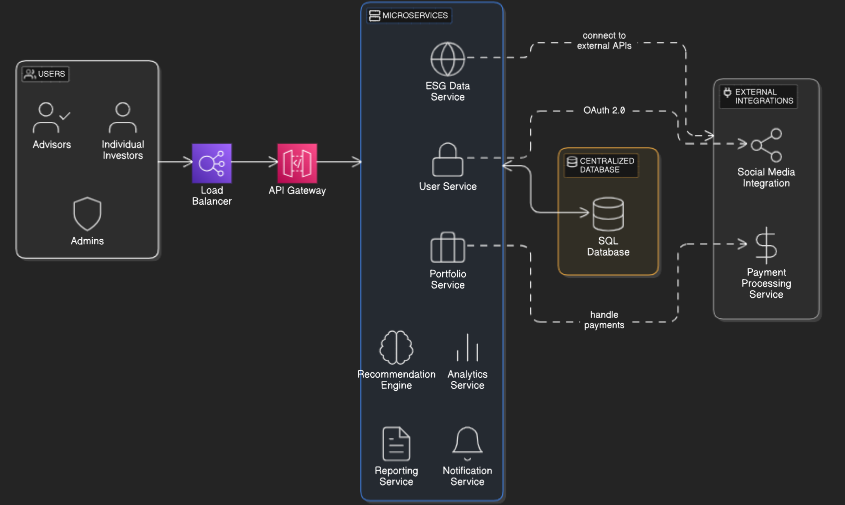 MICROSERVICES
USERS
Advisors
Individual
Investors
Admins
Load
Balancer
API Gateway
ESG Data
Service
User Service
Portfolio
Service
Recommendation
Engine
Analytics
Service
Reporting
Service
Notification
Service
connect to
external APIs
OAuth 2.0
CENTRALIZED
DATABASE
SQL
Database
handle
payments
EXTERNAL
INTEGRATIONS
Social Media
Integration
Payment
Processing
Service